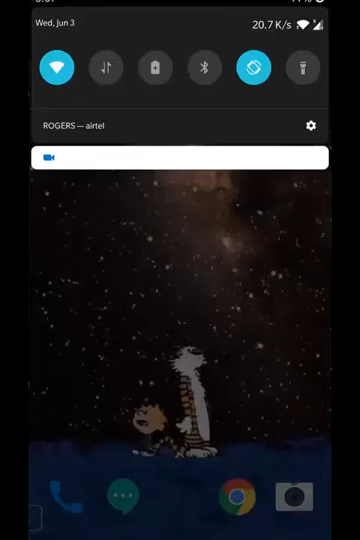 Wed, Jun 3
20.7 K/s
ROGERS — airtel